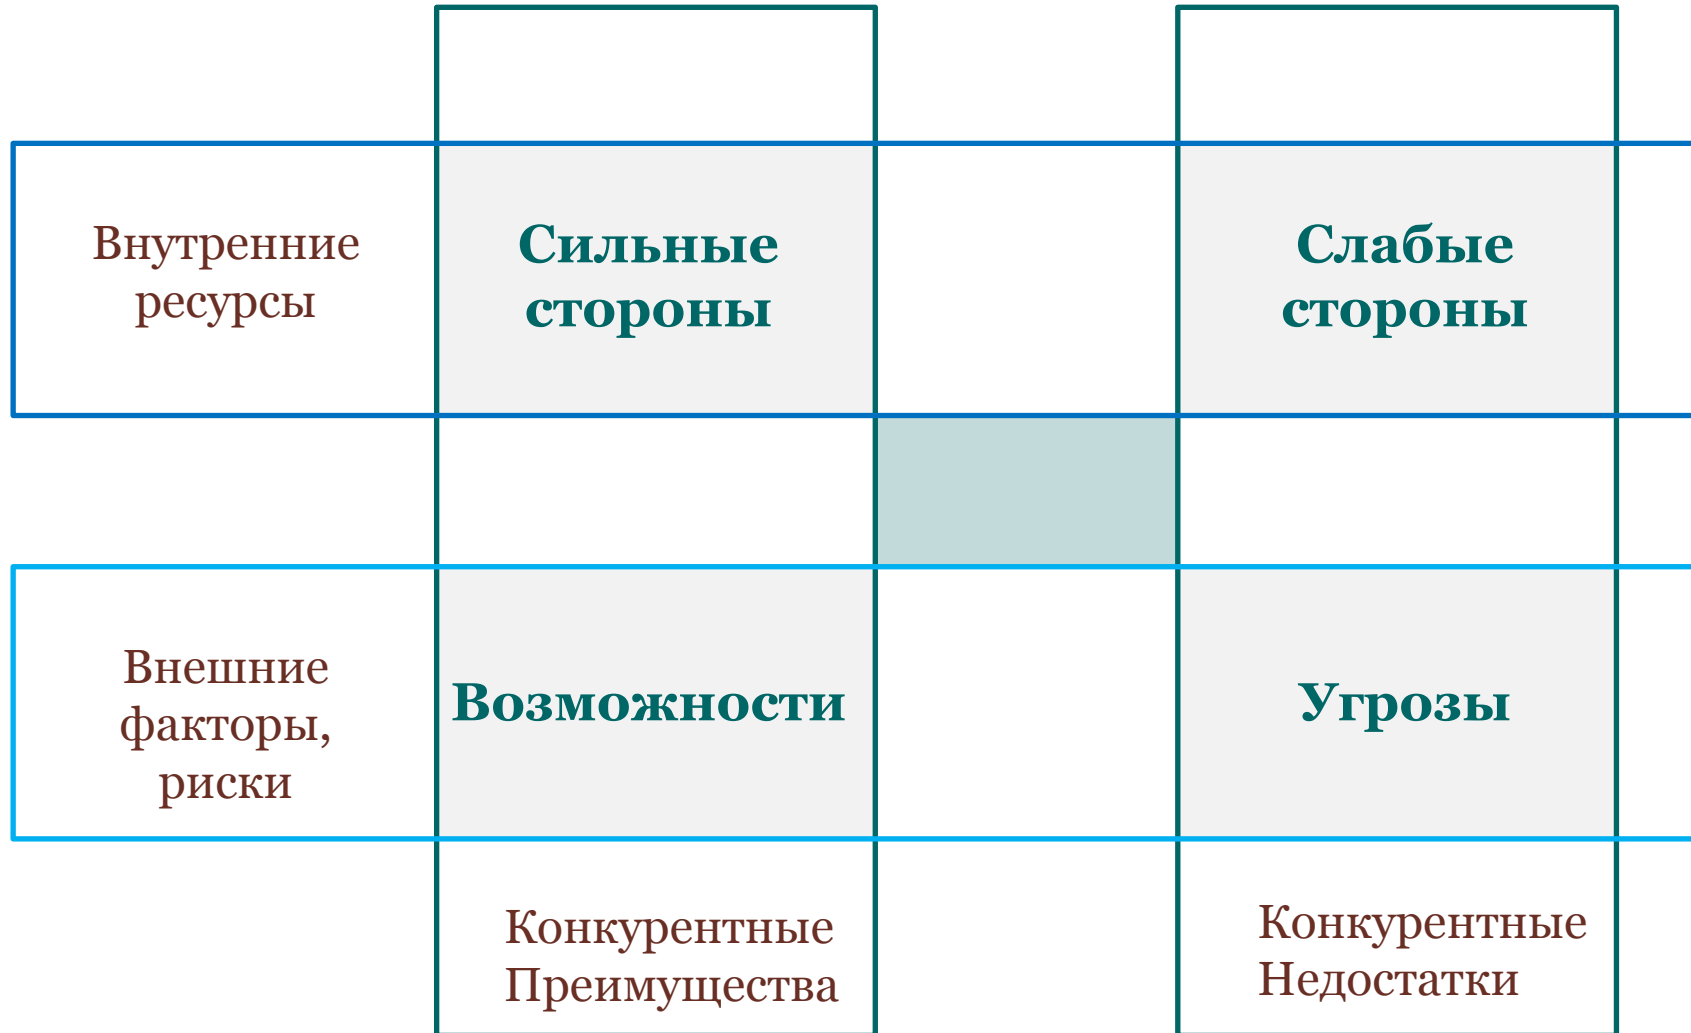 Внутренние
ресурсы
Сильные
стороны
Слабые
стороны
Внешние
факторы,
риски
Возможности
Угрозы
Конкурентные
Преимущества
Конкурентные
Недостатки